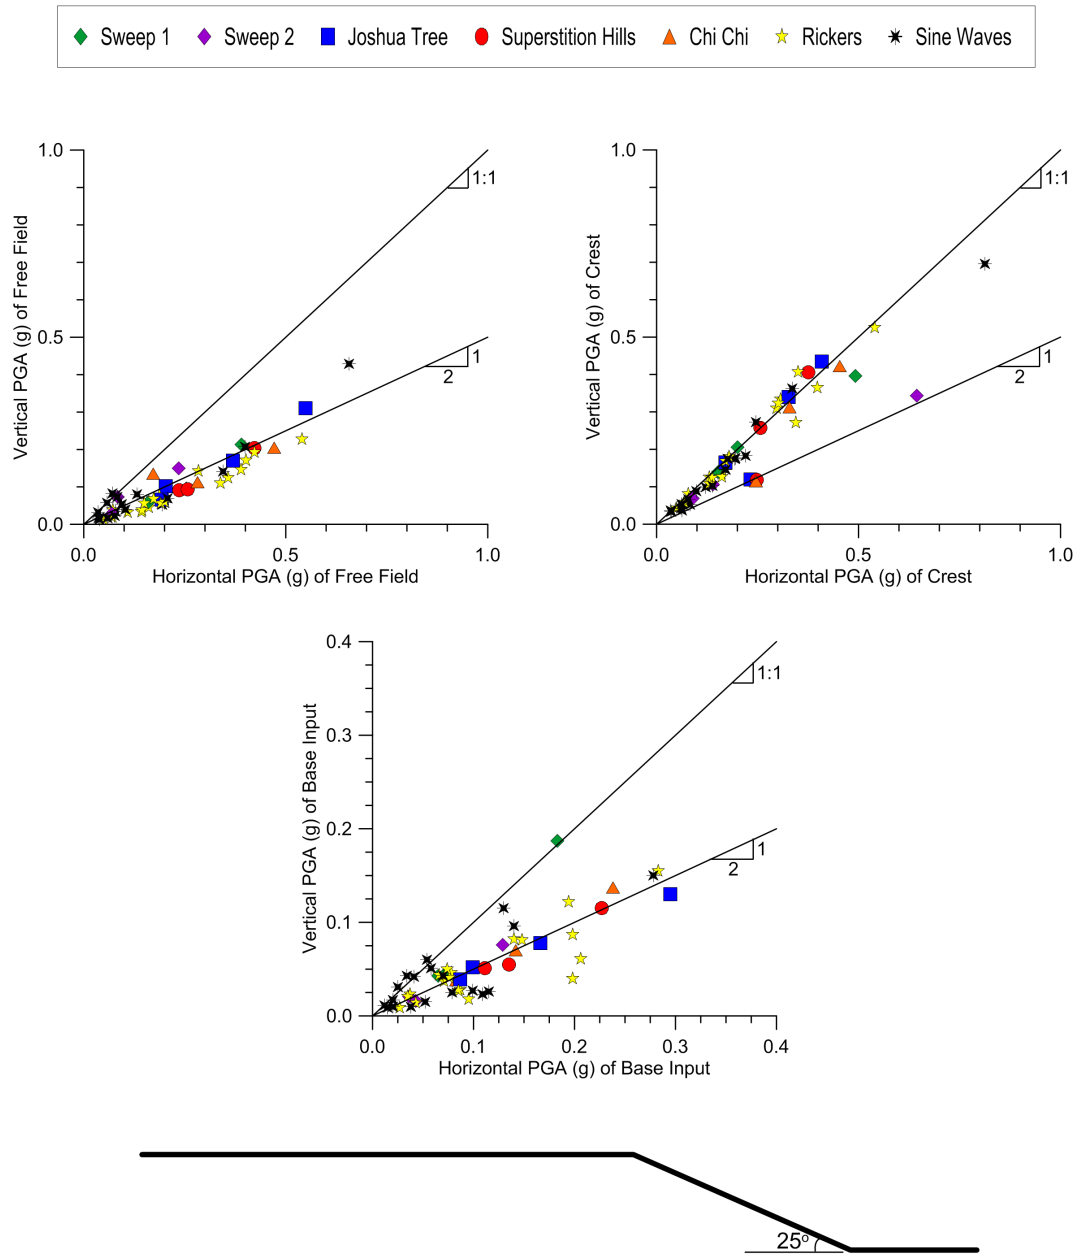 Sweep 1 Sweep 2 Joshua Tree Superstition Hills Chi Chi Rickers Sine Waves
Vertical PGA (g) of Free Field
1.0
0.5
0.0
1:1
1
2
0.0 0.5 1.0
Horizontal PGA (g) of Free Field
Vertical PGA (g) of Crest
1.0
0.5
0.0
1:1
1
2
0.0 0.5 1.0
Horizontal PGA (g) of Crest
Vertical PGA (g) of Base Input
0.4
0.3
0.2
0.1
0.0
1:1
1
2
0.0 0.1 0.2 0.3 0.4
Horizontal PGA (g) of Base Input
25°